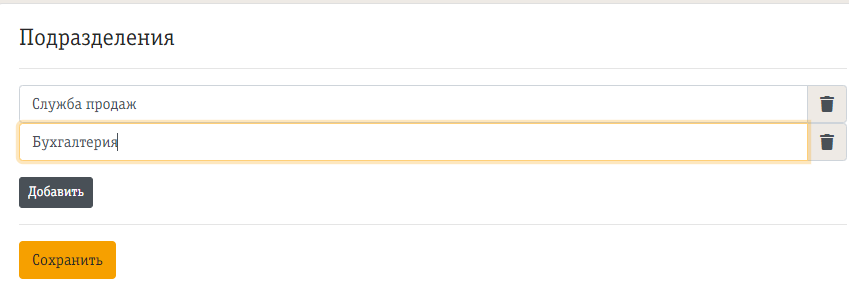 Подразделения
Служба продаж
Бухгалтерия
Добавить
Сохранить